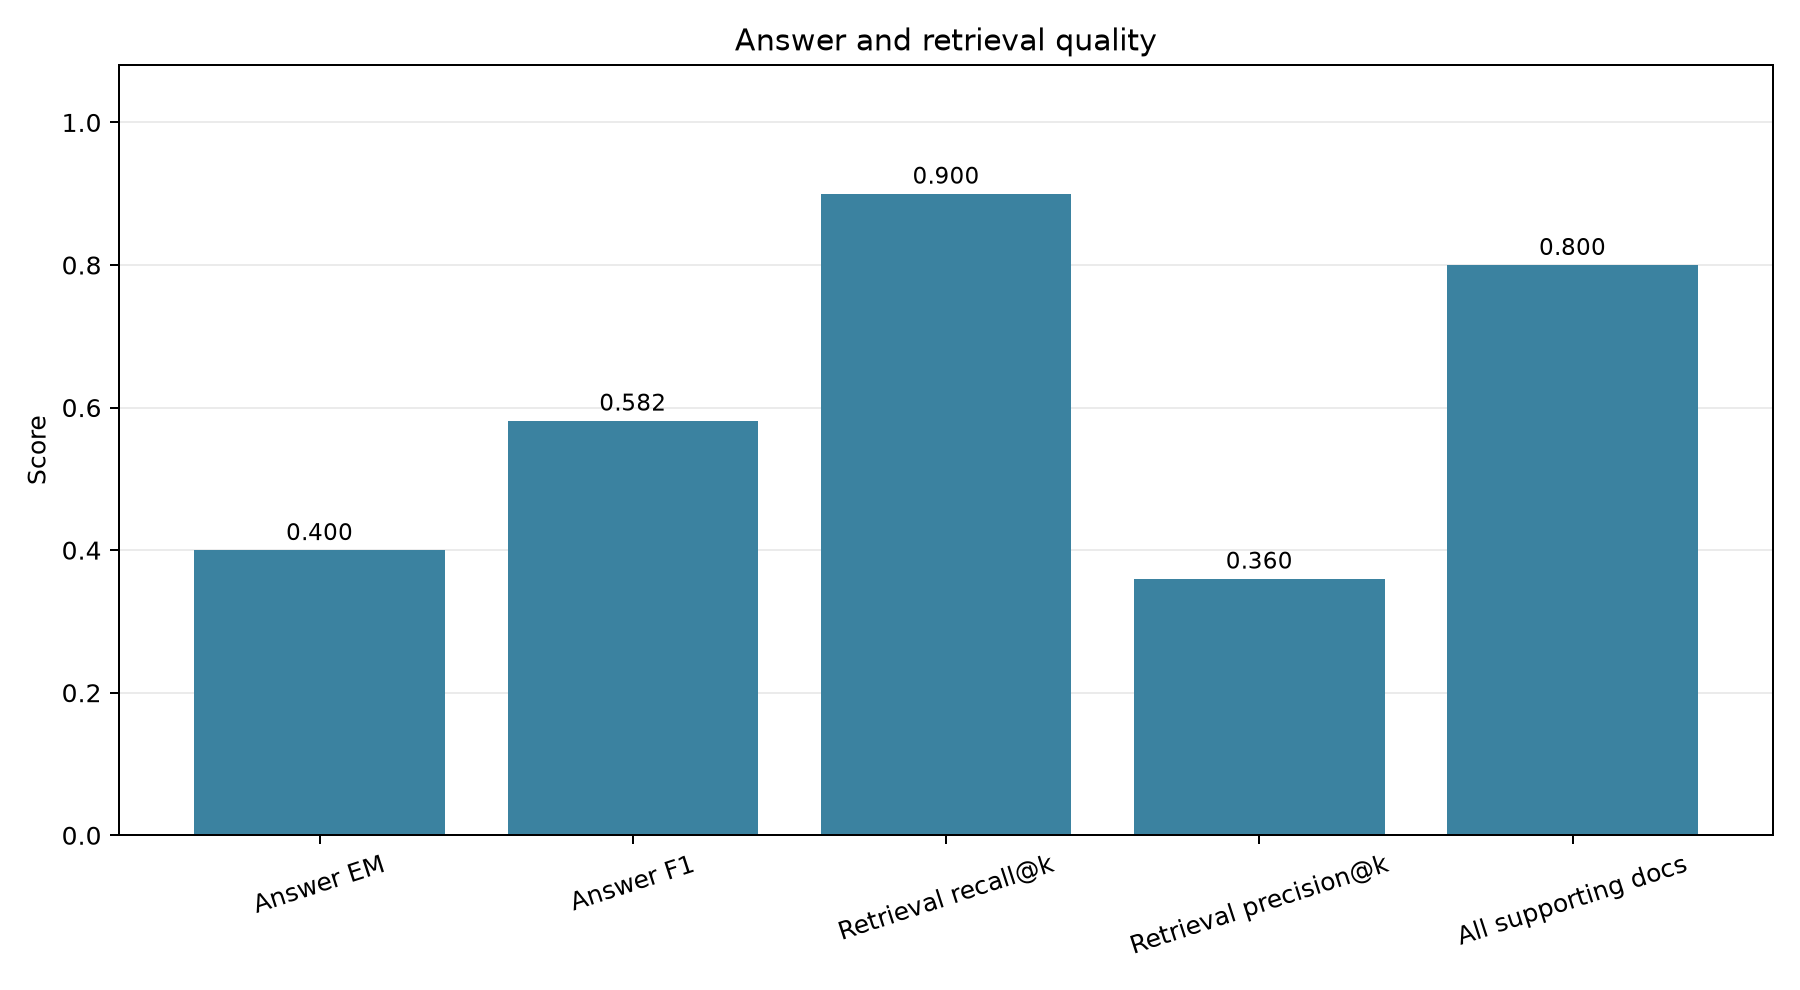 Answer and retrieval quality
Score
1.0
0.8
0.6
0.4
0.2
0.0
0.400
0.582
0.900
0.360
0.800
Answer EM
Answer F1
Retrieval recall@k
Retrieval precision@k
All supporting docs